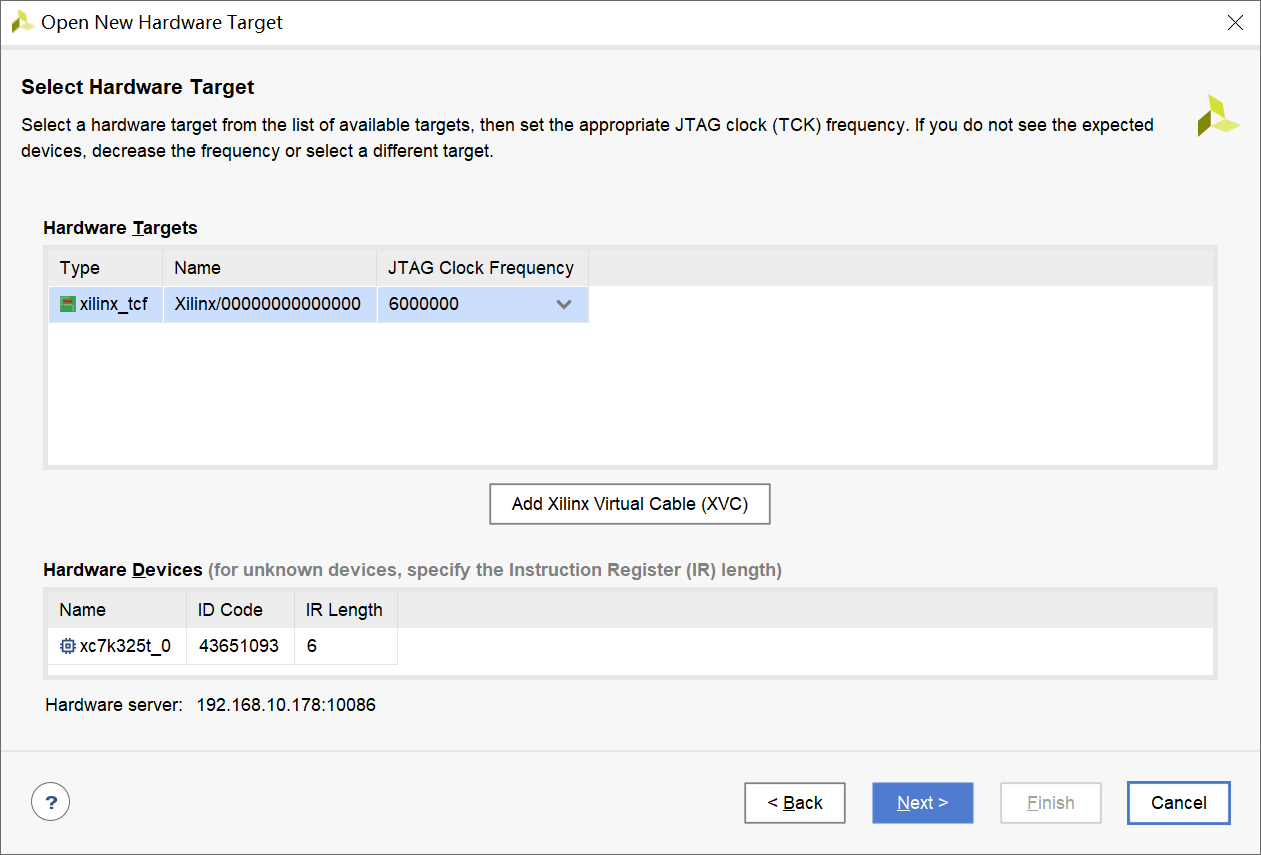 Open New Hardware Target
Select Hardware Target
Select a hardware target from the list of available targets, then set the appropriate JTAG clock (TCK) frequency. If you do not see the expected
devices, decrease the frequency or select a different target.
Hardware Targets
Type Name JTAG Clock Frequency
xilinx_tcf Xilinx/00000000000000 6000000
Add Xilinx Virtual Cable (XVC)
Hardware Devices (for unknown devices, specify the Instruction Register (IR) length)
Name ID Code IR Length
xc7k325t_0 43651093 6
Hardware server: 192.168.10.178:10086
? < Back Next > Finish Cancel